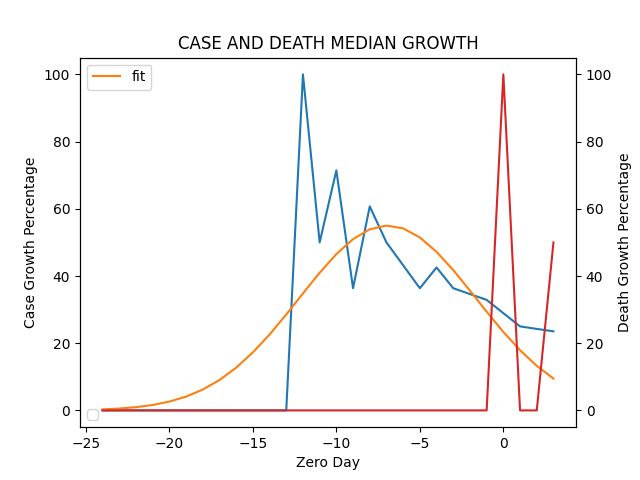 CASE AND DEATH MEDIAN GROWTH
fit
100
80
60
40
20
0
Case Growth Percentage
100
80
60
40
20
0
Death Growth Percentage
−25 −20 −15 −10 −5 0
Zero Day